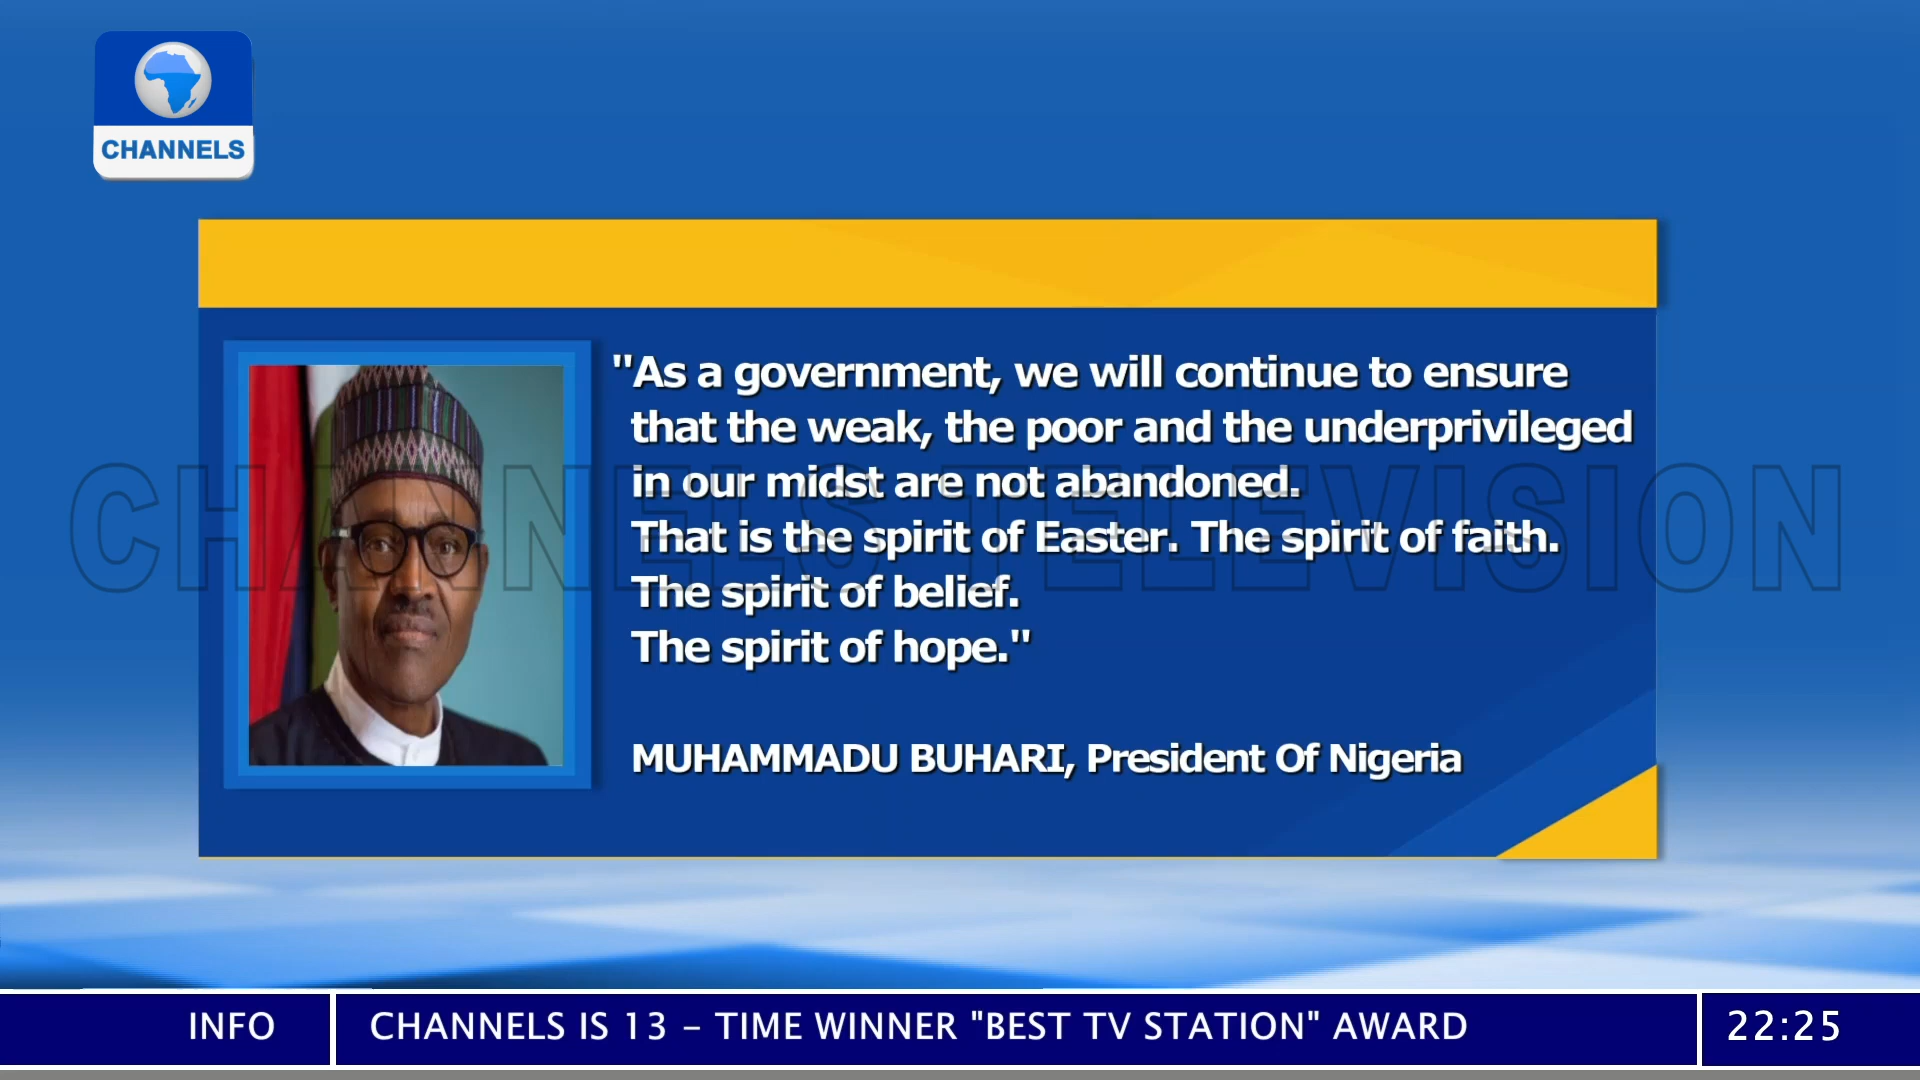 CHANNELS
"As a government, we will continue to ensure
that the weak, the poor and the underprivileged
in our midst are not abandoned.
That is the spirit of Easter. The spirit of faith.
The spirit of belief.
The spirit of hope."
CHANNELS TELEVISION
MUHAMMADU BUHARI, President Of Nigeria
INFO
CHANNELS IS 13 – TIME WINNER "BEST TV STATION" AWARD
22:25